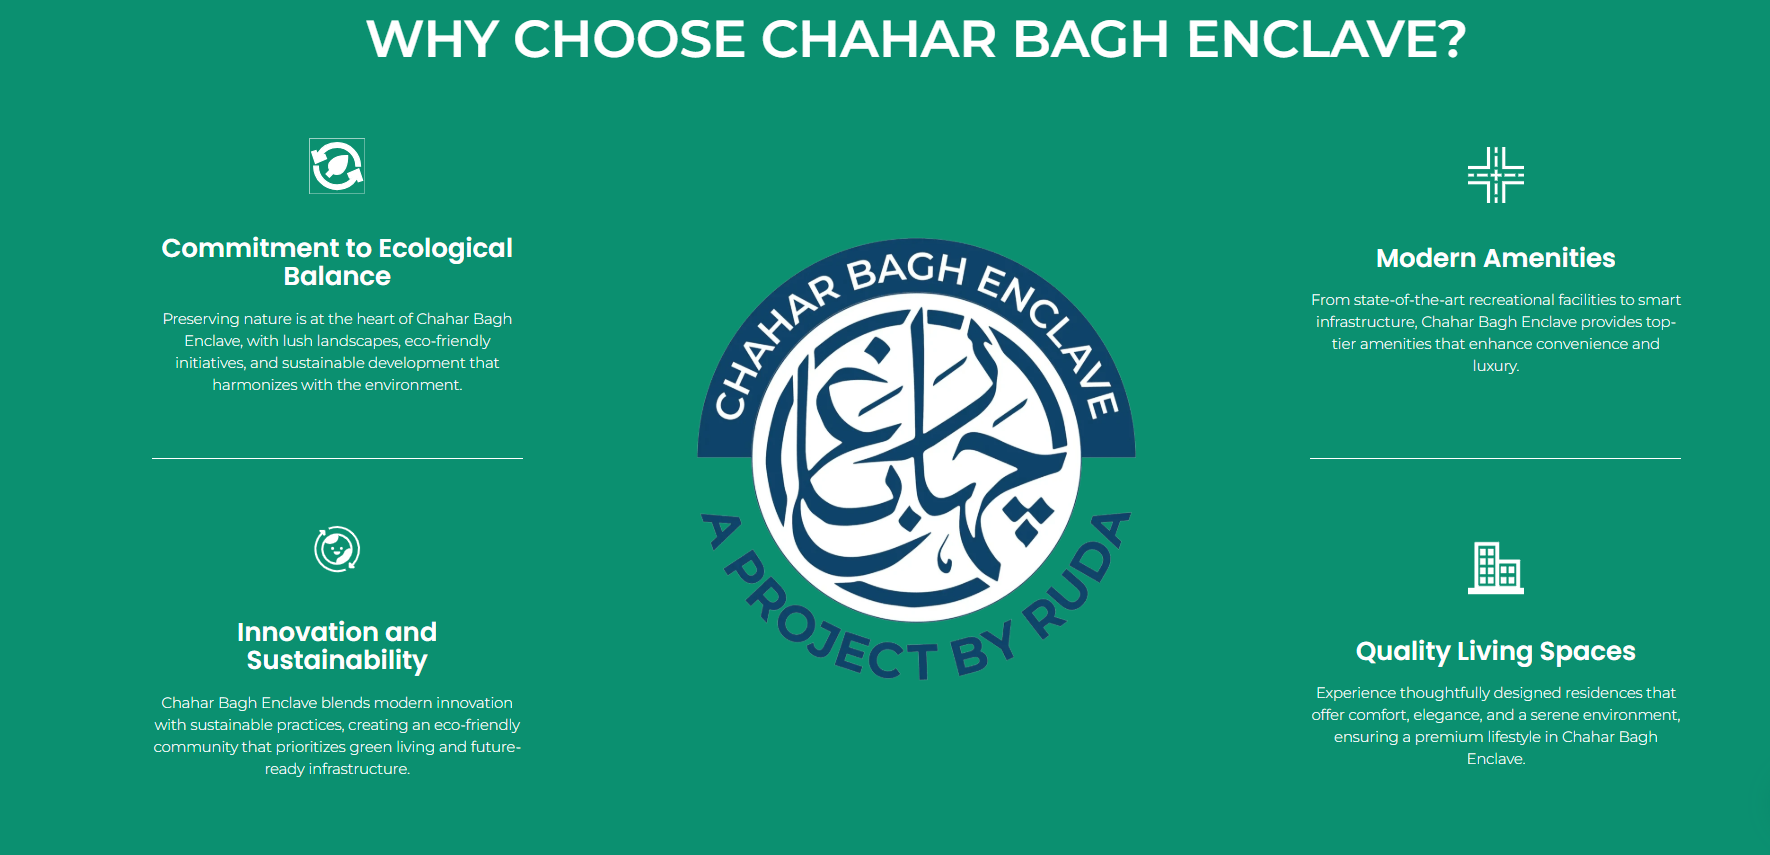 WHY CHOOSE CHAHAR BAGH ENCLAVE?
Commitment to Ecological
Balance
Preserving nature is at the heart of Chahar Bagh
Enclave, with lush landscapes, eco-friendly
initiatives, and sustainable development that
harmonizes with the environment.
Innovation and
Sustainability
Chahar Bagh Enclave blends modern innovation
with sustainable practices, creating an eco-friendly
community that prioritizes green living and future-
ready infrastructure.
CHAHAR BAGH ENCLAVE
چہار باغ
A PROJECT BY RUDA
Modern Amenities
From state-of-the-art recreational facilities to smart
infrastructure, Chahar Bagh Enclave provides top-
tier amenities that enhance convenience and
luxury.
Quality Living Spaces
Experience thoughtfully designed residences that
offer comfort, elegance, and a serene environment,
ensuring a premium lifestyle in Chahar Bagh
Enclave.